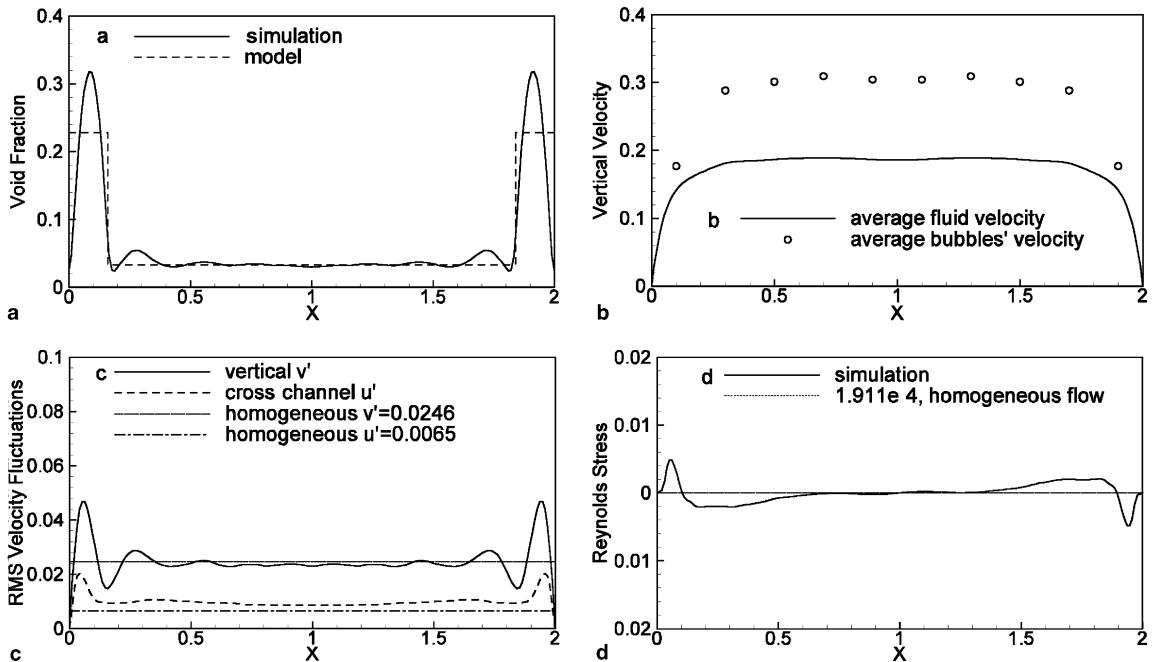 0.4
a
simulation
model
0.3
0.2
0.1
0
Void Fraction
0
0.5
1
1.5
2
X
a
0.4
0.3
0.2
0.1
0
Vertical Velocity
b
average fluid velocity
average bubbles' velocity
0
0.5
1
1.5
2
X
b
0.1
c
vertical v'
cross channel u'
homogeneous v'=0.0246
homogeneous u'=0.0065
0.08
0.06
0.04
0.02
0
RMS Velocity Fluctuations
0
0.5
1
1.5
2
X
c
0.02
d
simulation
1.911e 4, homogeneous flow
0.01
0
0.01
0.02
Reynolds Stress
0
0.5
1
1.5
2
X
d